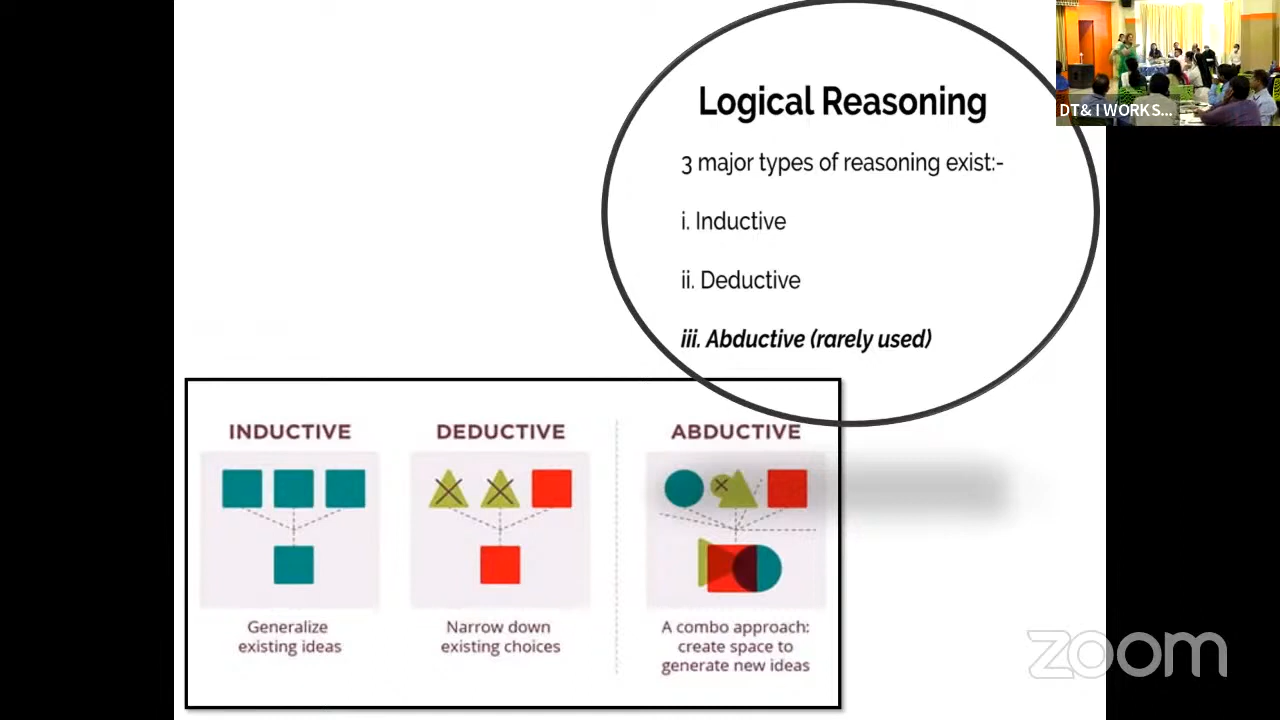 Logical Reasoning
3 major types of reasoning exist:-
i. Inductive
ii. Deductive
iii. Abductive (rarely used)
DT& I WORKS...
INDUCTIVE
Generalize
existing ideas
DEDUCTIVE
Narrow down
existing choices
ABDUCTIVE
A combo approach:
create space to
generate new ideas
zoom